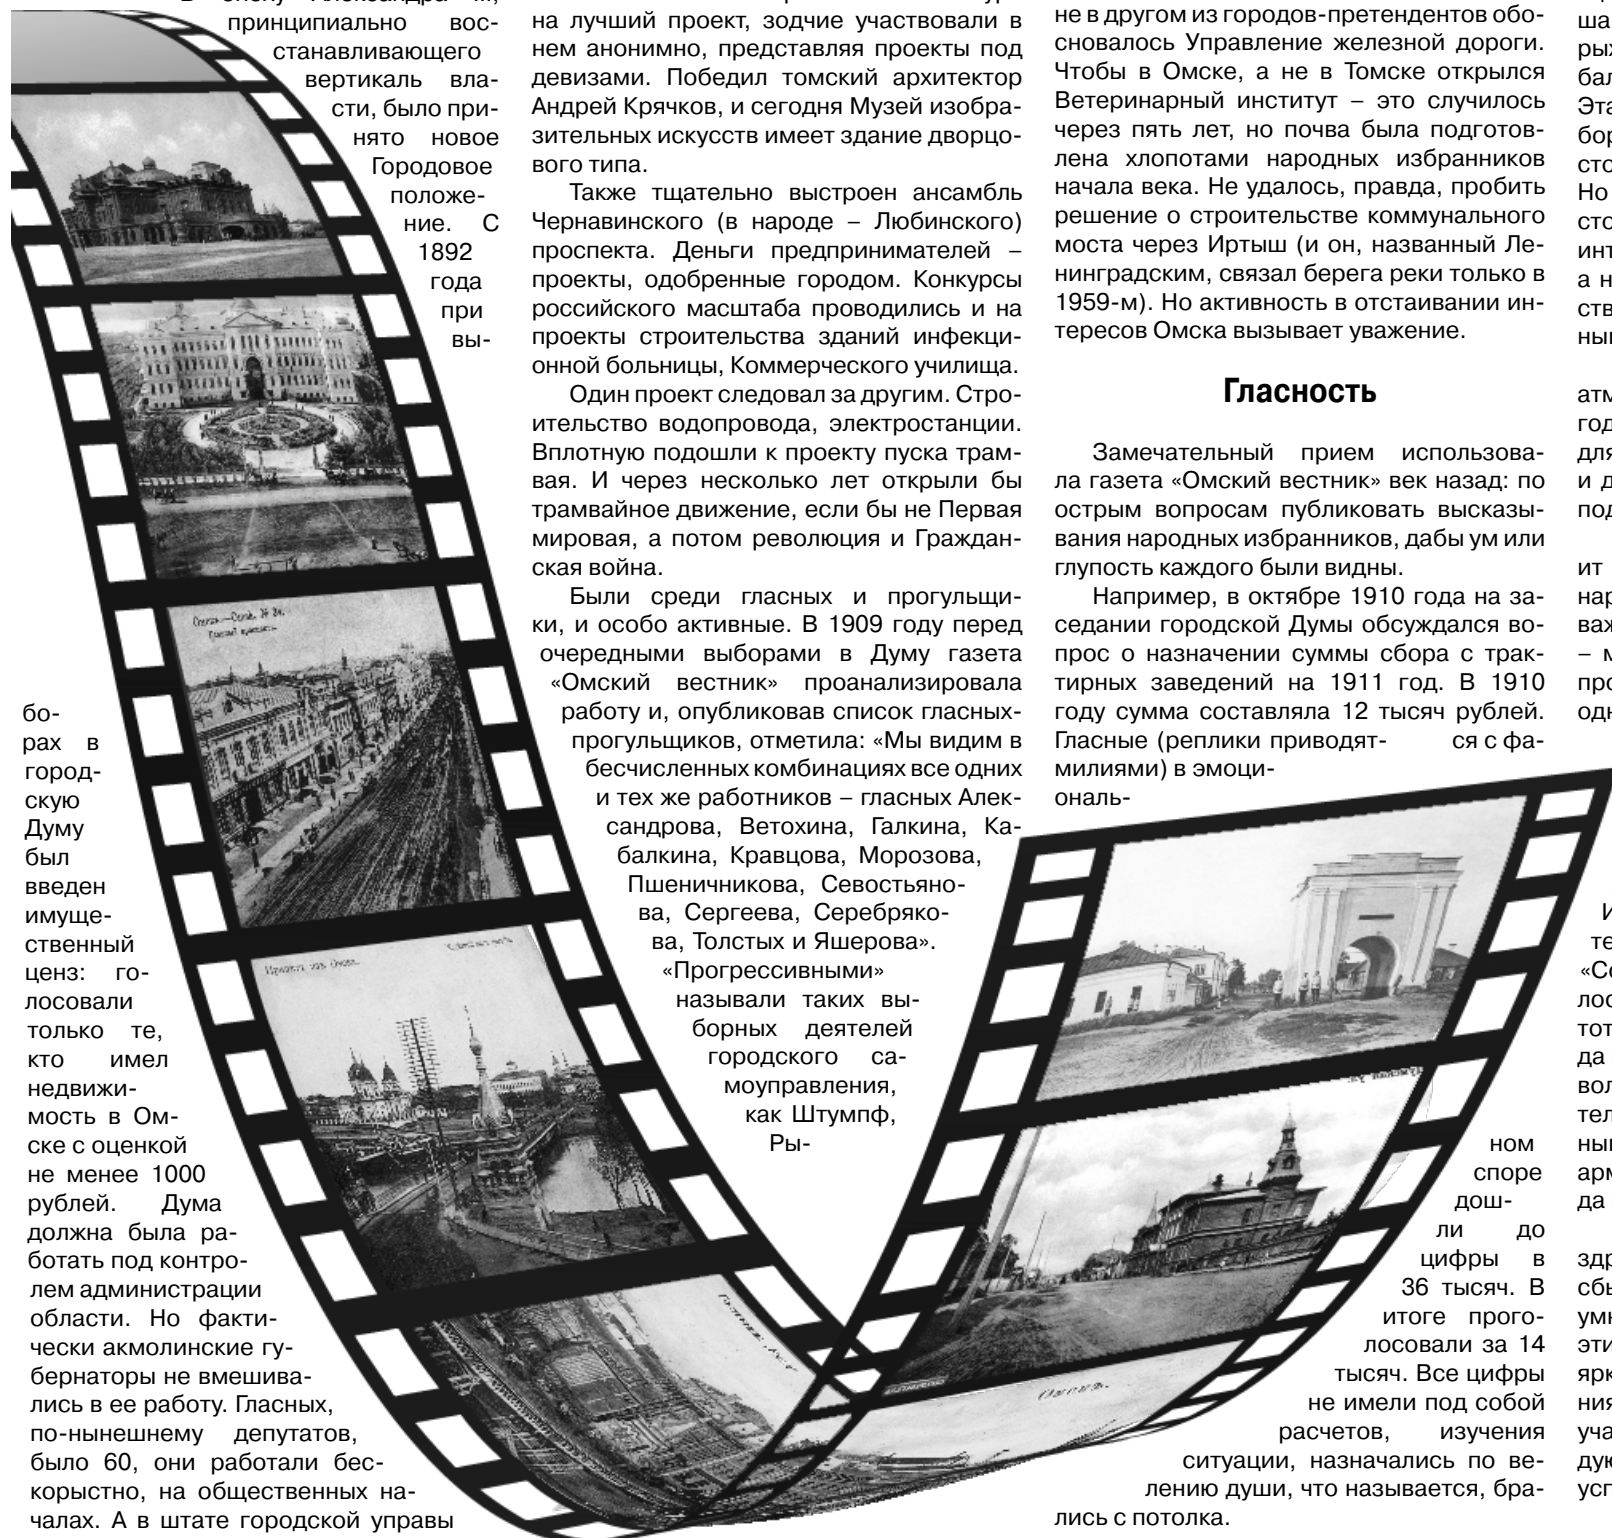 принципиально вос-
станавливающего
вертикаль вла-
сти, было при-
нято новое
Городовое
положе-
ние. С
1892
года
при
вы-
бо-
рах в
город-
скую
Думу
был
введен
имуще-
ственный
ценз: го-
лосовали
только те,
кто имел
недвижи-
мость в Ом-
ске с оценкой
не менее 1000
рублей. Дума
должна была ра-
ботать под контро-
лем администрации
области. Но факти-
чески акмолинские гу-
бернаторы не вмешива-
лись в ее работу. Гласных,
по-нынешнему депутатов,
было 60, они работали бес-
корыстно, на общественных на-
чалах. А в штате городской управы
на лучший проект, зодчие участвовали в
нем анонимно, представляя проекты под
девизами. Победил томский архитектор
Андрей Крячков, и сегодня Музей изобра-
зительных искусств имеет здание дворцо-
вого типа.
Также тщательно выстроен ансамбль
Чернавинского (в народе – Любинского)
проспекта. Деньги предпринимателей –
проекты, одобренные городом. Конкурсы
российского масштаба проводились и на
проекты строительства зданий инфекци-
онной больницы, Коммерческого училища.
Один проект следовал за другим. Стро-
ительство водопровода, электростанции.
Вплотную подошли к проекту пуска трам-
вая. И через несколько лет открыли бы
трамвайное движение, если бы не Первая
мировая, а потом революция и Граждан-
ская война.
Были среди гласных и прогульщи-
ки, и особо активные. В 1909 году перед
очередными выборами в Думу газета
«Омский вестник» проанализировала
работу и, опубликовав список гласных-
прогульщиков, отметила: «Мы видим в
бесчисленных комбинациях все одних
и тех же работников – гласных Алек-
сандрова, Ветохина, Галкина, Ка-
балкина, Кравцова, Морозова,
Пшеничникова, Севостьяно-
ва, Сергеева, Серебряко-
ва, Толстых и Яшерова».
«Прогрессивными»
называли таких вы-
борных деятелей
городского са-
моуправления,
как Штумпф,
Ры-
не в другом из городов-претендентов обо-
сновалось Управление железной дороги.
Чтобы в Омске, а не в Томске открылся
Ветеринарный институт – это случилось
через пять лет, но почва была подготов-
лена хлопотами народных избранников
начала века. Не удалось, правда, пробить
решение о строительстве коммунального
моста через Иртыш (и он, названный Ле-
нинградским, связал берега реки только в
1959-м). Но активность в отстаивании ин-
тересов Омска вызывает уважение.
Гласность
Замечательный прием использова-
ла газета «Омский вестник» век назад: по
острым вопросам публиковать высказы-
вания народных избранников, дабы ум или
глупость каждого были видны.
Например, в октябре 1910 года на за-
седании городской Думы обсуждался во-
прос о назначении суммы сбора с трак-
тирных заведений на 1911 год. В 1910
году сумма составляла 12 тысяч рублей.
Гласные (реплики приводят- ся с фа-
милиями) в эмоци-
ональ-
ном
споре
дош-
ли до
цифры в
36 тысяч. В
итоге прого-
лосовали за 14
тысяч. Все цифры
не имели под собой
расчетов, изучения
ситуации, назначались по ве-
лению души, что называется, бра-
лись с потолка.